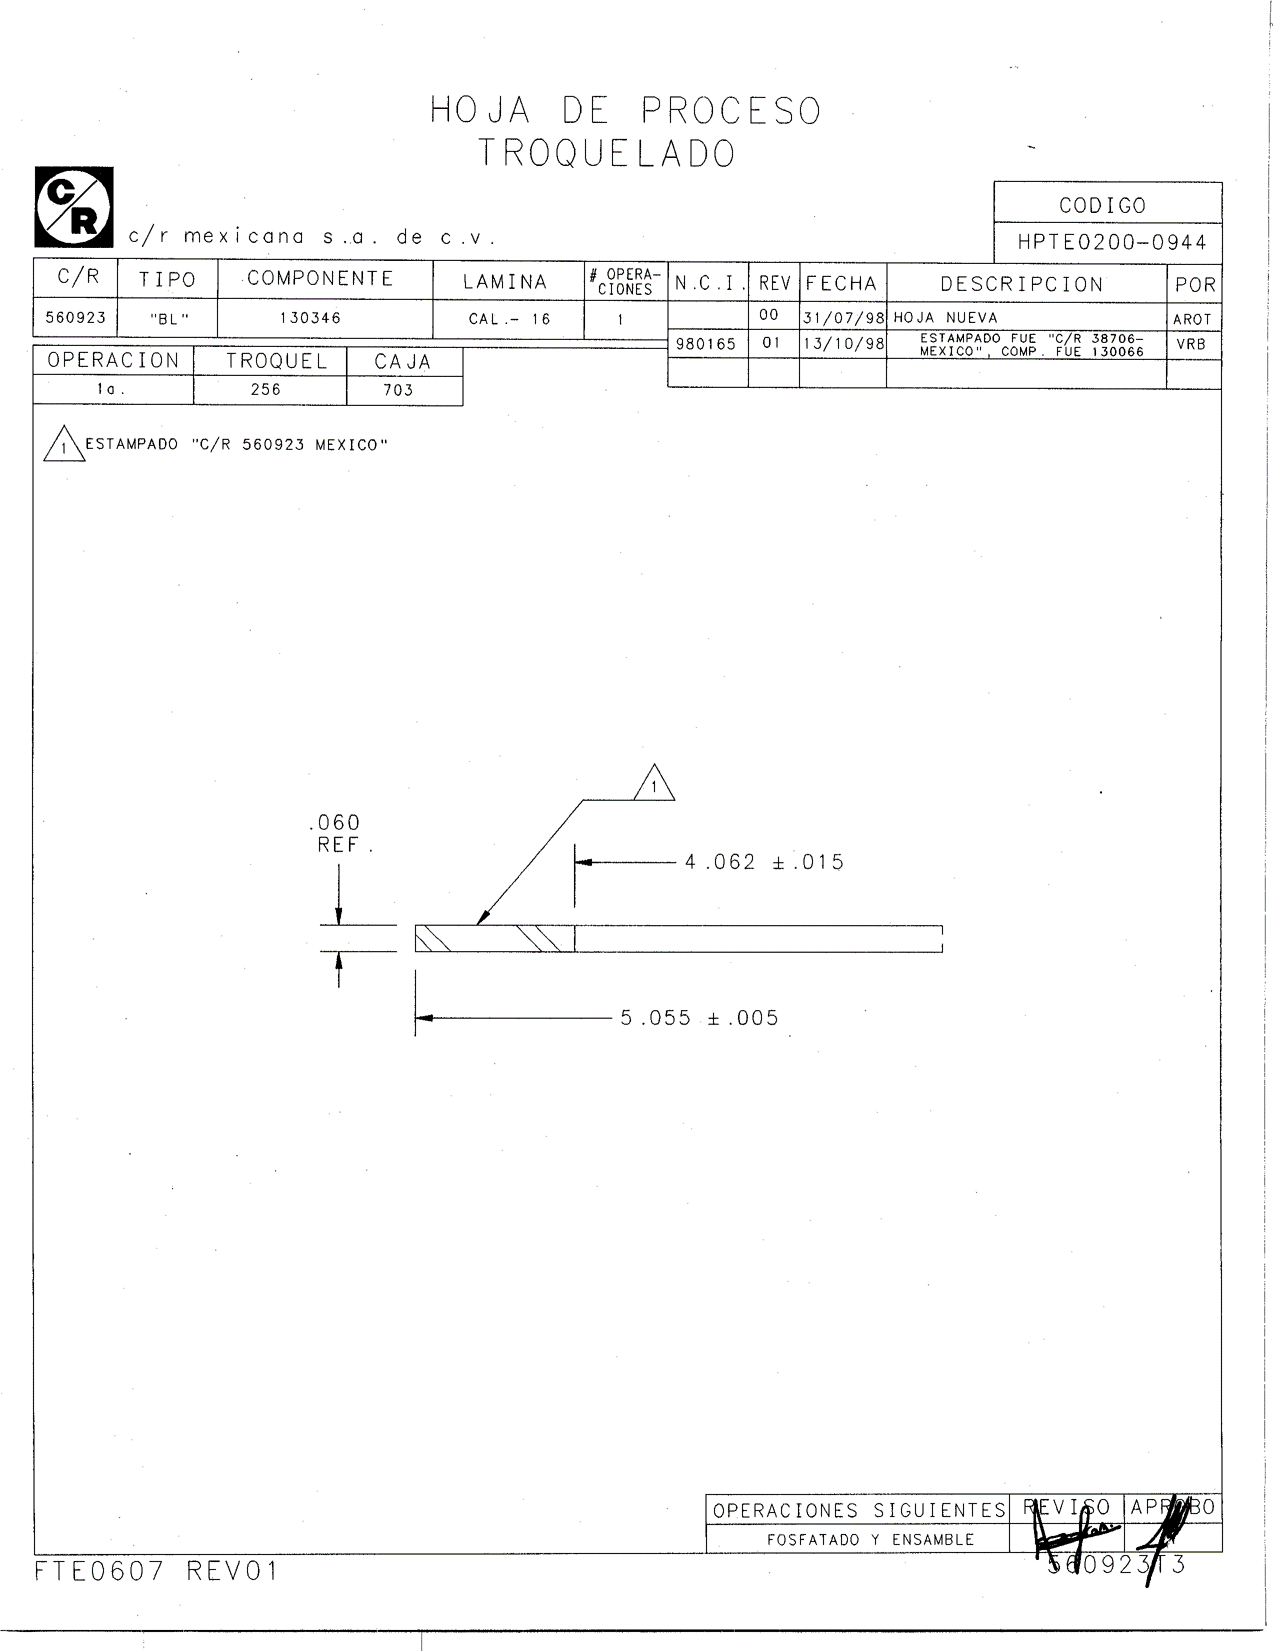 HOJA DE PROCESO
TROQUELADO
C/R
c/r mexicana s.a. de c.v.
CODIGO
HPTE0200-0944
C/R TIPO COMPONENTE LAMINA # OPERA-CIONES N.C.I. REV FECHA DESCRIPCION POR
560923 "BL" 130346 CAL.- 16 1 00 31/07/98 HOJA NUEVA AROT
980165 01 13/10/98 ESTAMPADO FUE "C/R 38706-
MEXICO", COMP. FUE 130066 VRB
OPERACION TROQUEL CAJA
1a. 256 703
1 ESTAMPADO "C/R 560923 MEXICO"
1
.060
REF.
4.062 ±.015
5.055 ±.005
OPERACIONES SIGUIENTES REVISO APROBO
FOSFATADO Y ENSAMBLE
FTE0607 REV01
560923T3